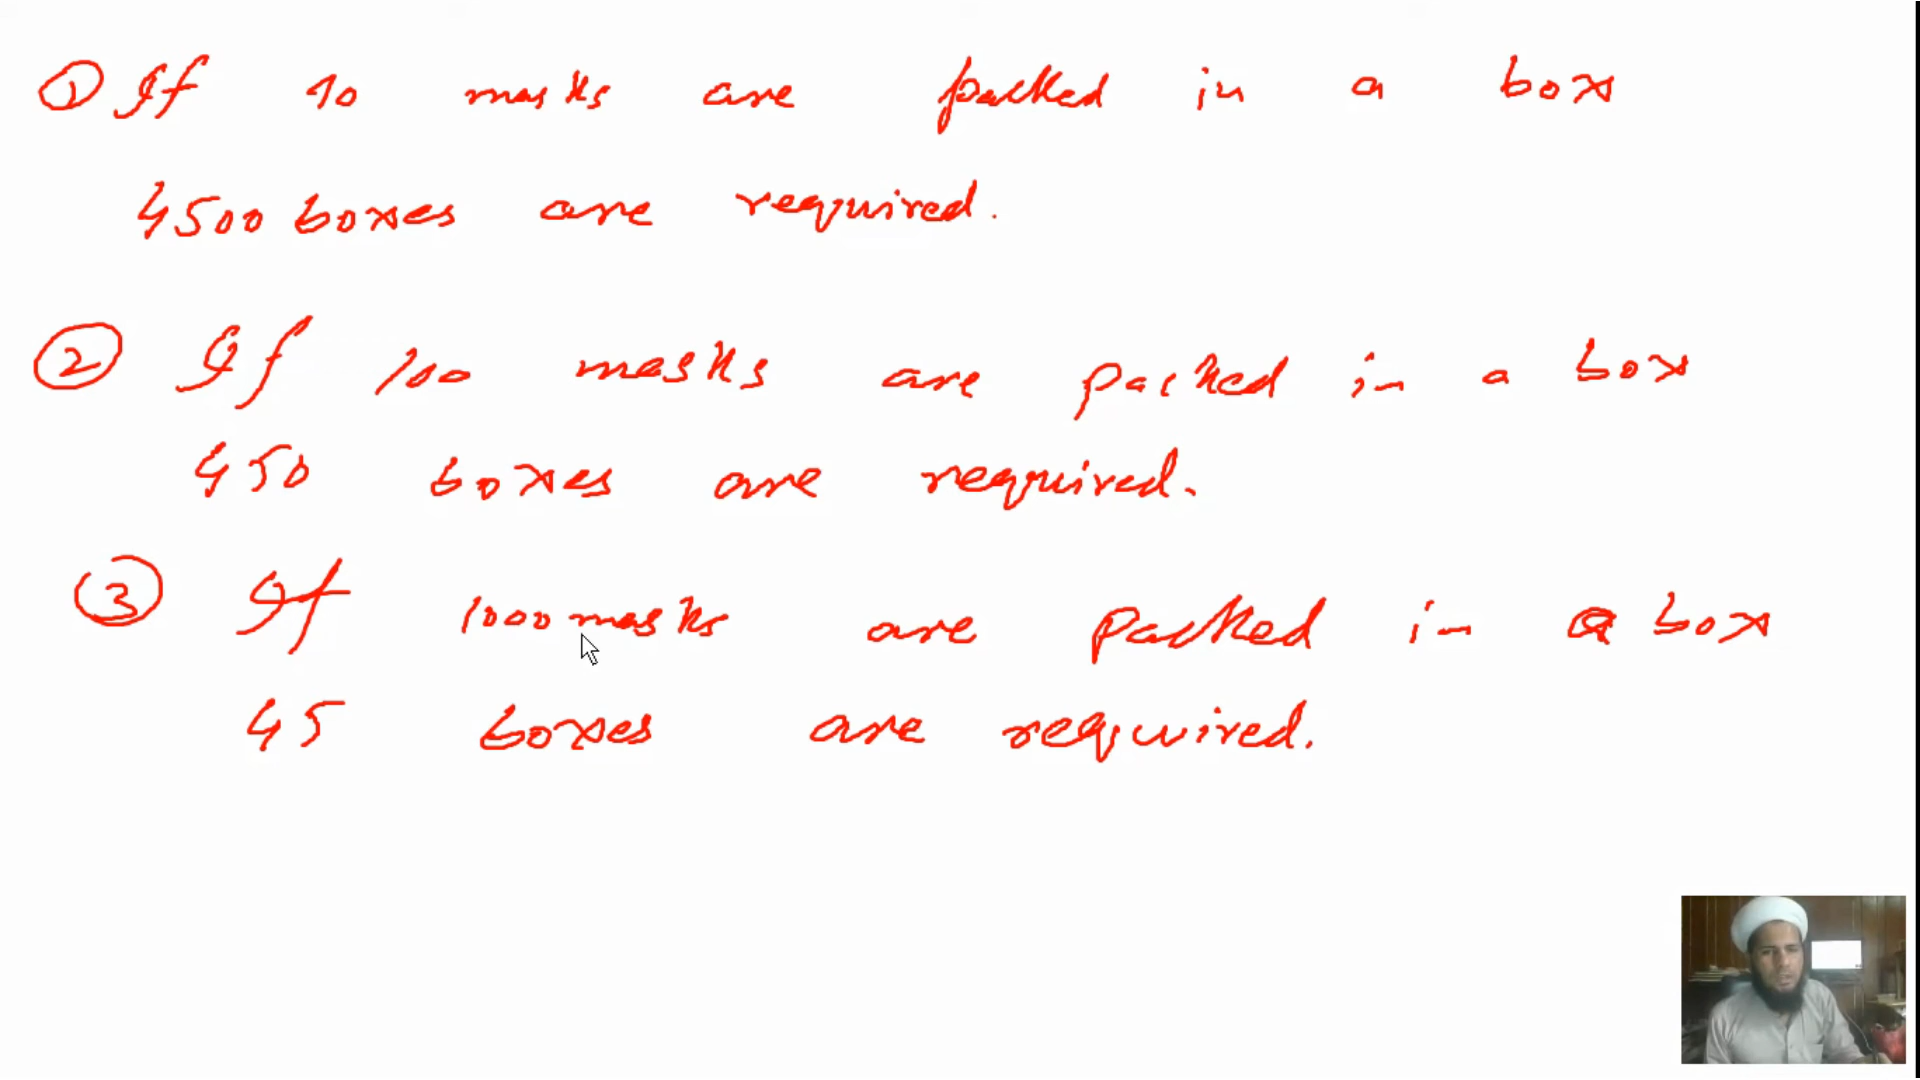 ① If 10 masks are packed in a box
4500 boxes are required.
② If 100 masks are packed in a box
450 boxes are required.
③ If 1000 masks are packed in a box
45 boxes are required.